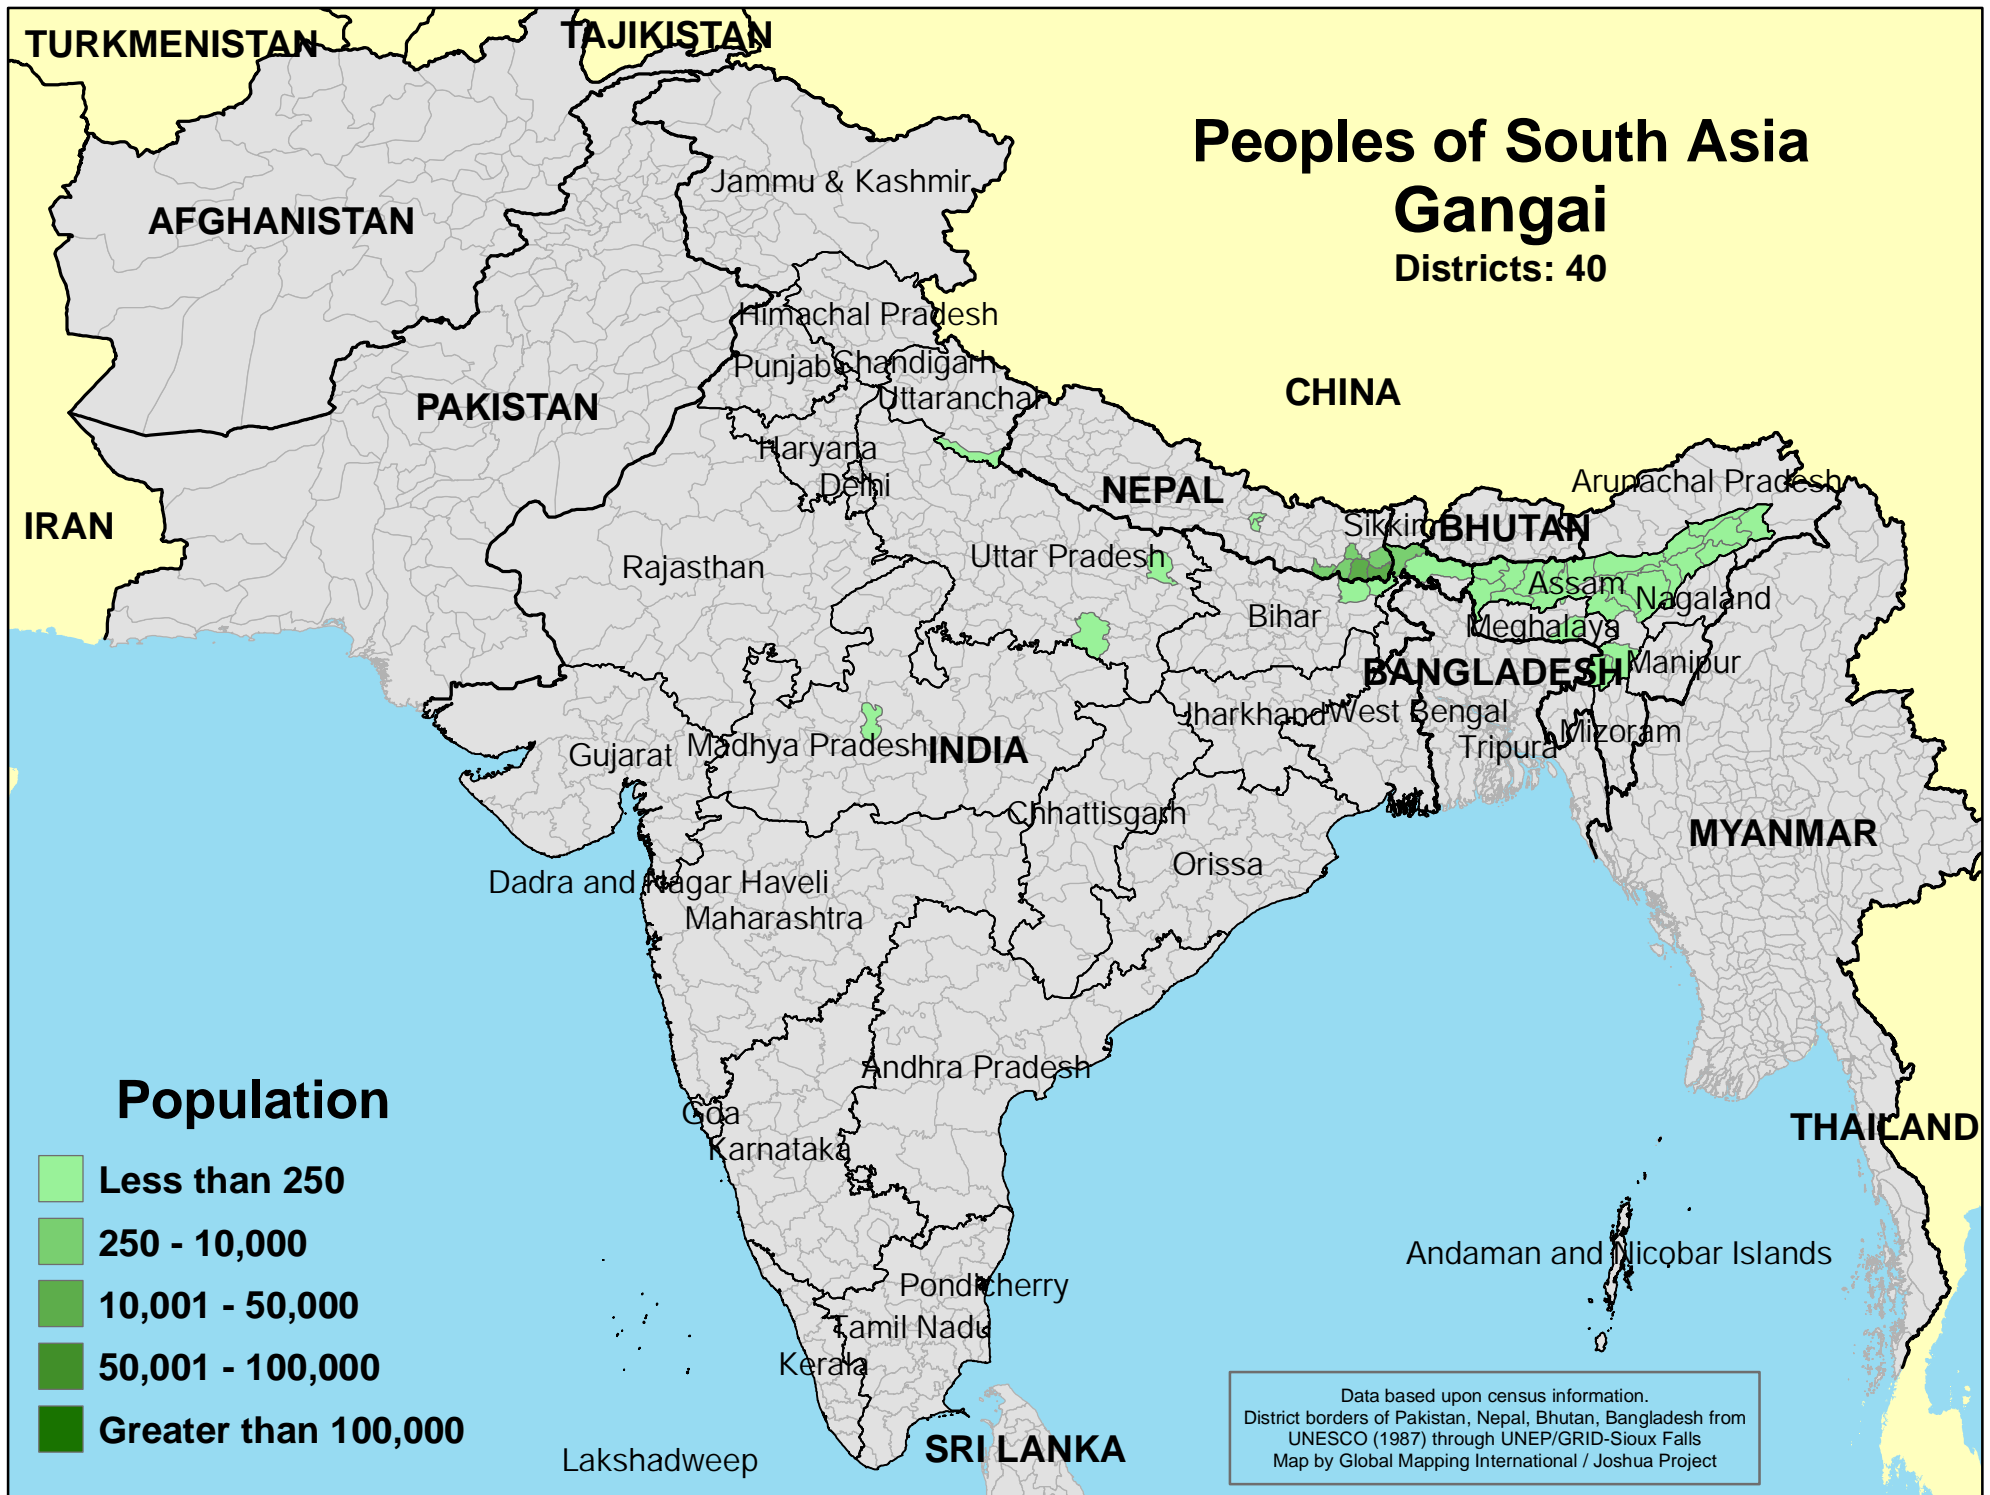 TURKMENISTAN
TAJIKISTAN
Peoples of South Asia
Gangai
Districts: 40
Jammu & Kashmir
AFGHANISTAN
Himachal Pradesh
Punjab
Chandigarh
Uttaranchal
CHINA
PAKISTAN
Haryana
Delhi
NEPAL
Arunachal Pradesh
IRAN
Sikkim
BHUTAN
Rajasthan
Uttar Pradesh
Assam
Nagaland
Bihar
Meghalaya
BANGLADESH
Manipur
Jharkhand
West Bengal
Tripura
Mizoram
Gujarat
Madhya Pradesh
INDIA
Chhattisgarh
MYANMAR
Orissa
Dadra and Nagar Haveli
Maharashtra
Andhra Pradesh
Goa
Karnataka
THAILAND
Population
Less than 250
250 - 10,000
10,001 - 50,000
50,001 - 100,000
Greater than 100,000
Andaman and Nicobar Islands
Pondicherry
Tamil Nadu
Kerala
Lakshadweep
SRI LANKA
Data based upon census information.
District borders of Pakistan, Nepal, Bhutan, Bangladesh from
UNESCO (1987) through UNEP/GRID-Sioux Falls
Map by Global Mapping International / Joshua Project